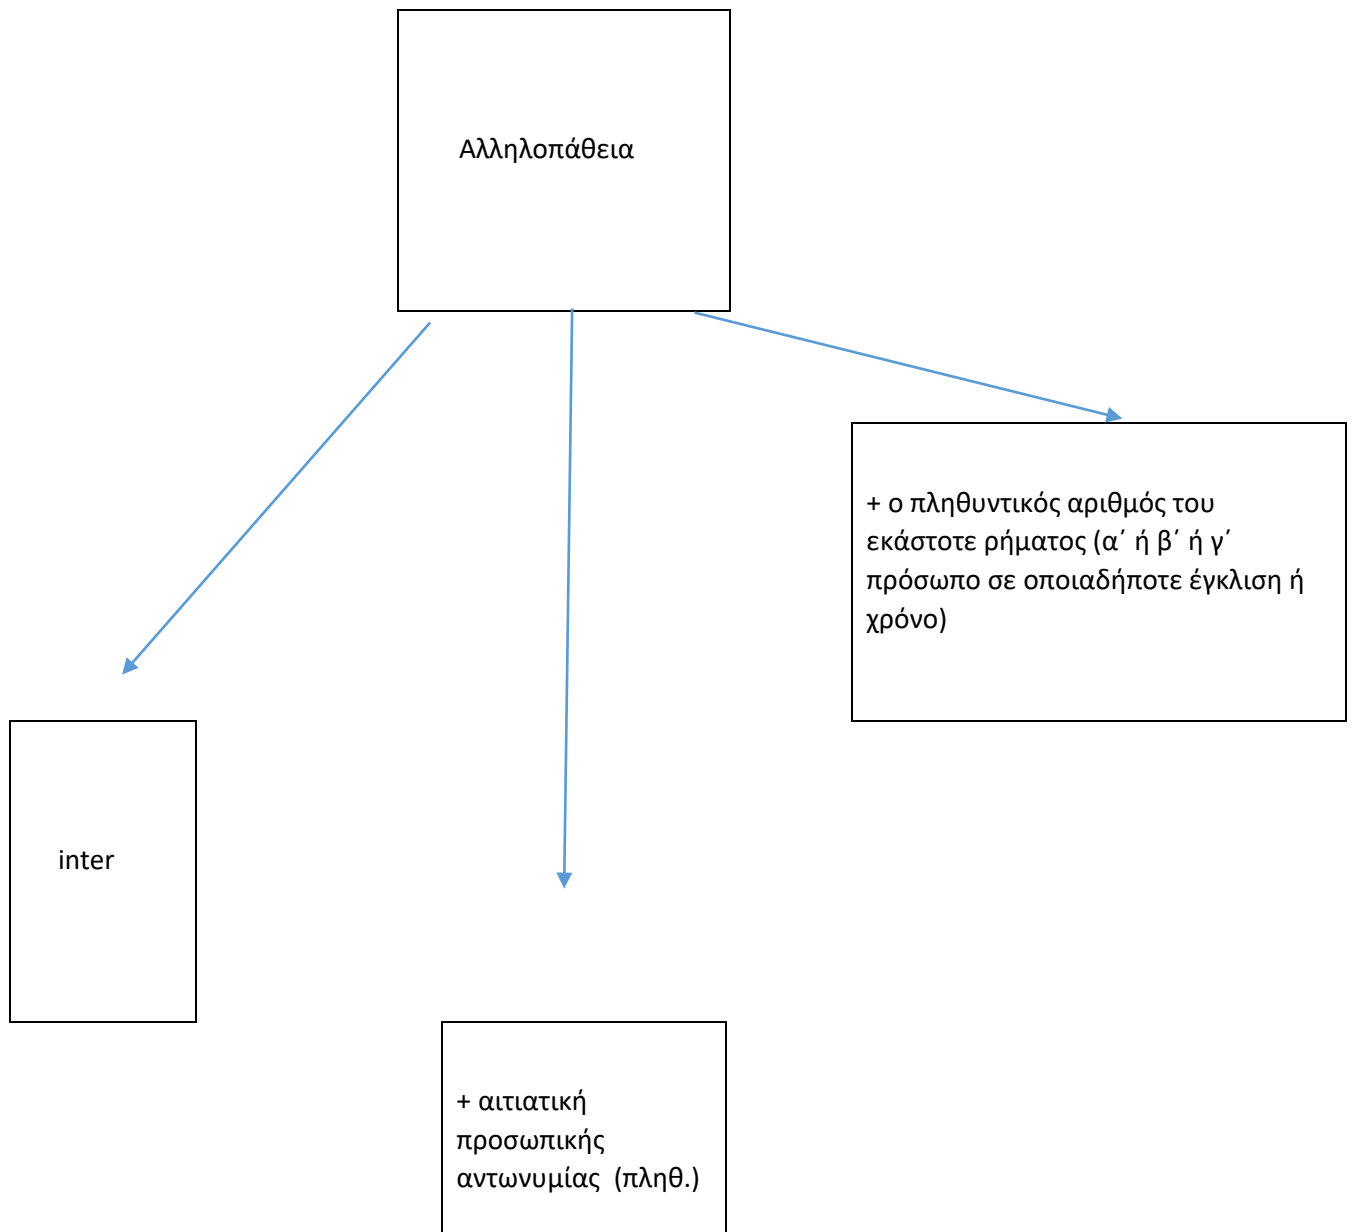 Αλληλοπάθεια
+ ο πληθυντικός αριθμός του
εκάστοτε ρήματος (α΄ ή β΄ ή γ΄
πρόσωπο σε οποιαδήποτε έγκλιση ή
χρόνο)
inter
+ αιτιατική
προσωπικής
αντωνυμίας (πληθ.)